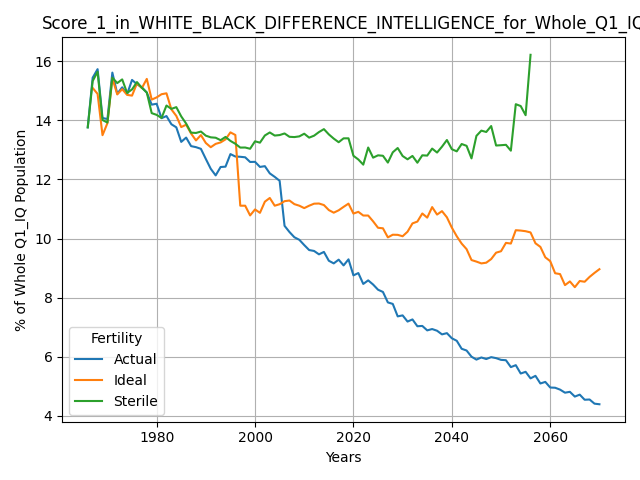 Score_1_in_WHITE_BLACK_DIFFERENCE_INTELLIGENCE_for_Whole_Q1_IQ
% of Whole Q1_IQ Population
16
14
12
10
8
6
4
Fertility
Actual
Ideal
Sterile
1980 2000 2020 2040 2060
Years